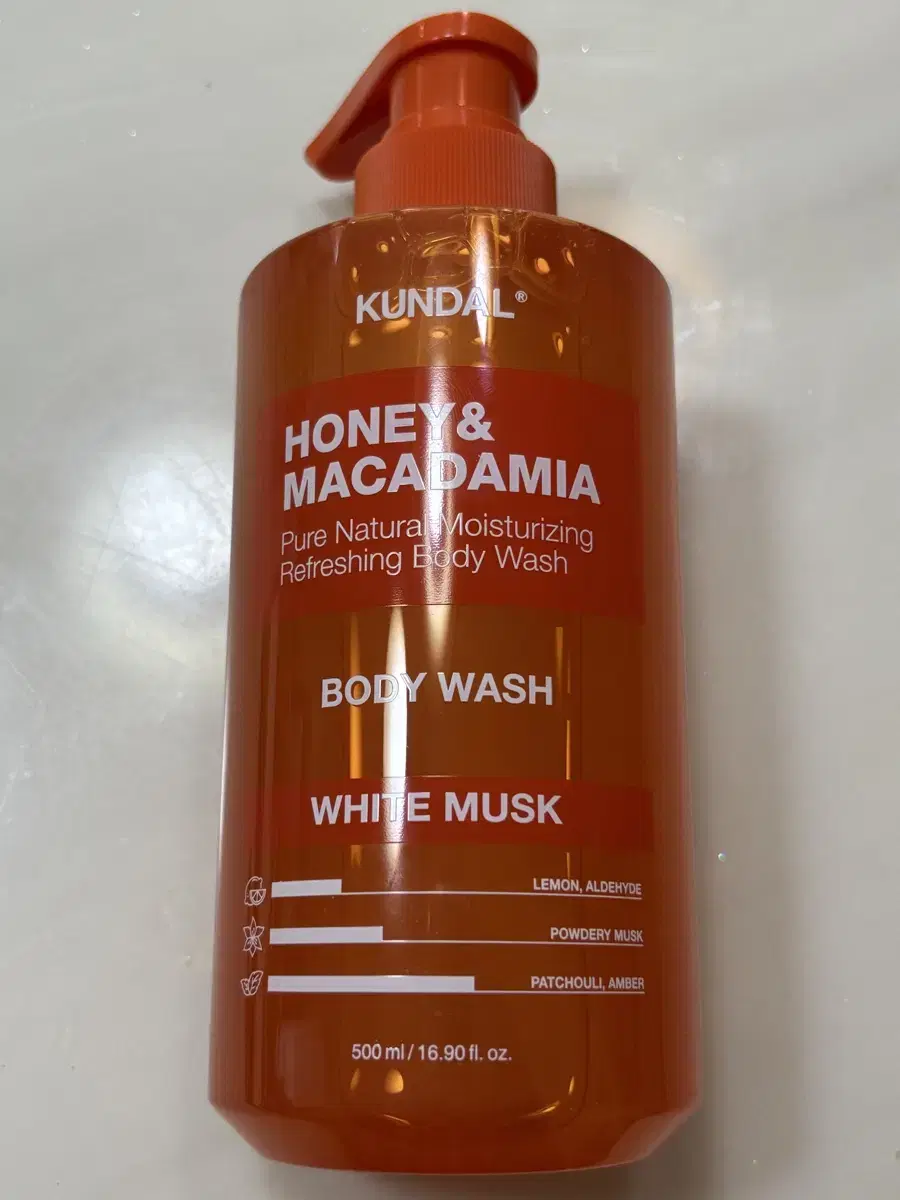 KUNDAL®
HONEY&
MACADAMIA
Pure Natural Moisturizing
Refreshing Body Wash
BODY WASH
WHITE MUSK
LEMON, ALDEHYDE
POWDERY MUSK
PATCHOULI, AMBER
500 ml / 16.90 fl. oz.